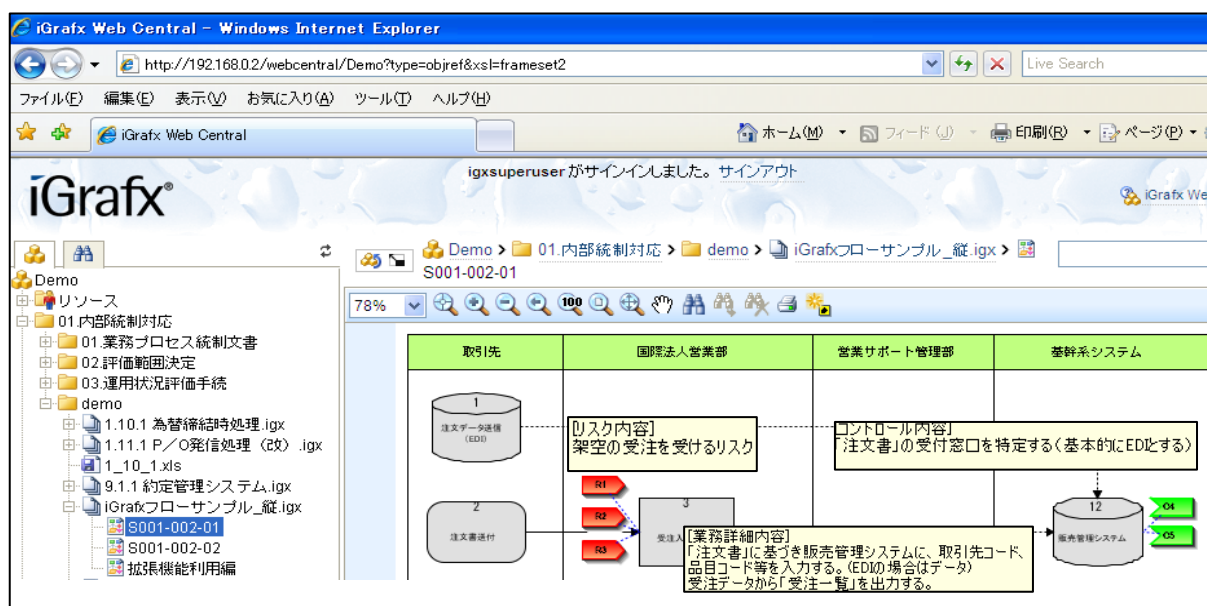 iGrafx Web Central - Windows Internet Explorer
http://192.168.0.2/webcentral/Demo?type=objref&xsl=frameset2
Live Search
ファイル(F) 編集(E) 表示(V) お気に入り(A) ツール(T) ヘルプ(H)
iGrafx Web Central
ホーム(M) フィード(J) 印刷(R) ページ(P)
iGrafx®
igxsuperuser がサインインしました。 サインアウト
iGrafx We
Demo > 01.内部統制対応 > demo > iGrafxフローサンプル_縦.igx >
S001-002-01
Demo
リソース
01.内部統制対応
01.業務プロセス統制文書
02.評価範囲決定
03.運用状況評価手続
demo
1.10.1 為替締結時処理.igx
1.11.1 P/O発信処理（改）.igx
1_10_1.xls
9.1.1 約定管理システム.igx
iGrafxフローサンプル_縦.igx
S001-002-01
S001-002-02
拡張機能利用編
78%
100
取引先 国際法人営業部 営業サポート管理部 基幹系システム
1
注文データ送信
(EDI)
[リスク内容]
架空の受注を受けるリスク
[コントロール内容]
「注文書」の受付窓口を特定する(基本的にEDIとする)
R1
R2
R3
2
注文書送付
3
受注入
[業務詳細内容]
「注文書」に基づき販売管理システムに、取引先コード、
品目コード等を入力する。(EDIの場合はデータ)
受注データから「受注一覧」を出力する。
12
販売管理システム
C4
C5